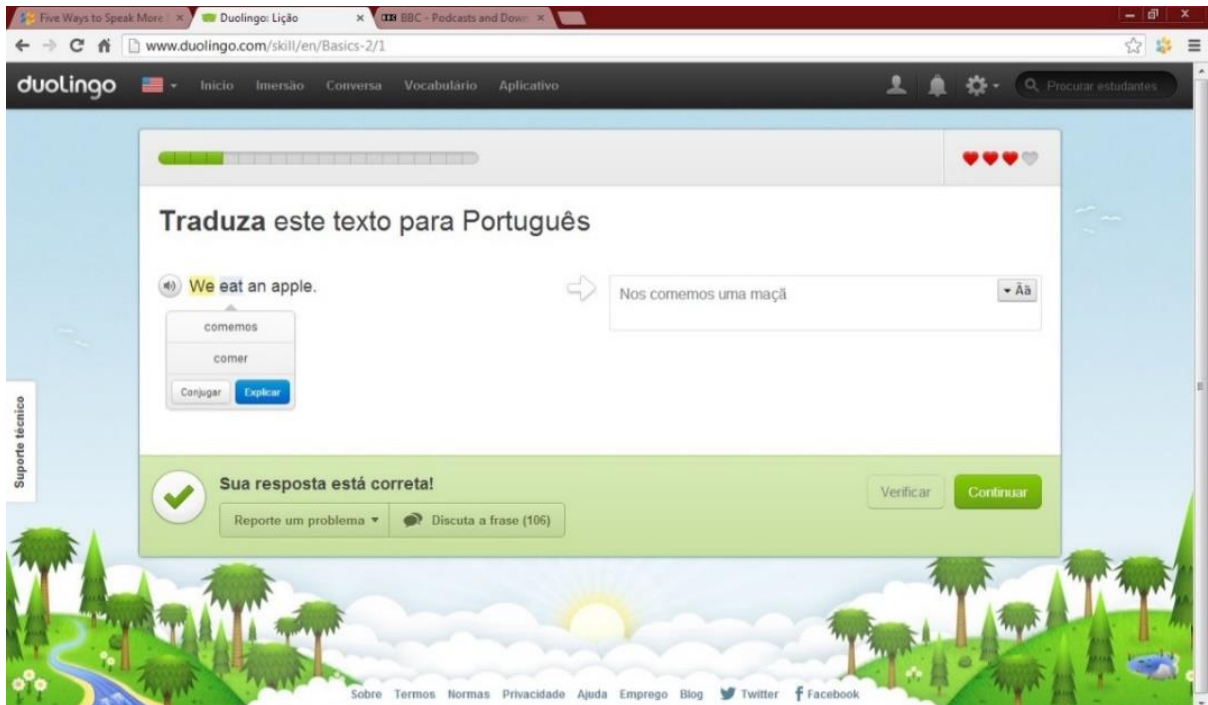 Five Ways to Speak More E
Duolingo: Lição
BBC - Podcasts and Down
www.duolingo.com/skill/en/Basics-2/1
duolingo
Início Imersão Conversa Vocabulário Aplicativo
Procurar estudantes
Traduza este texto para Português
We eat an apple.
Nos comemos uma maçã
Ââ
comemos
comer
Conjugar Explicar
Suporte técnico
Sua resposta está correta!
Verificar Continuar
Reporte um problema Discuta a frase (106)
Sobre Termos Normas Privacidade Ajuda Emprego Blog Twitter Facebook